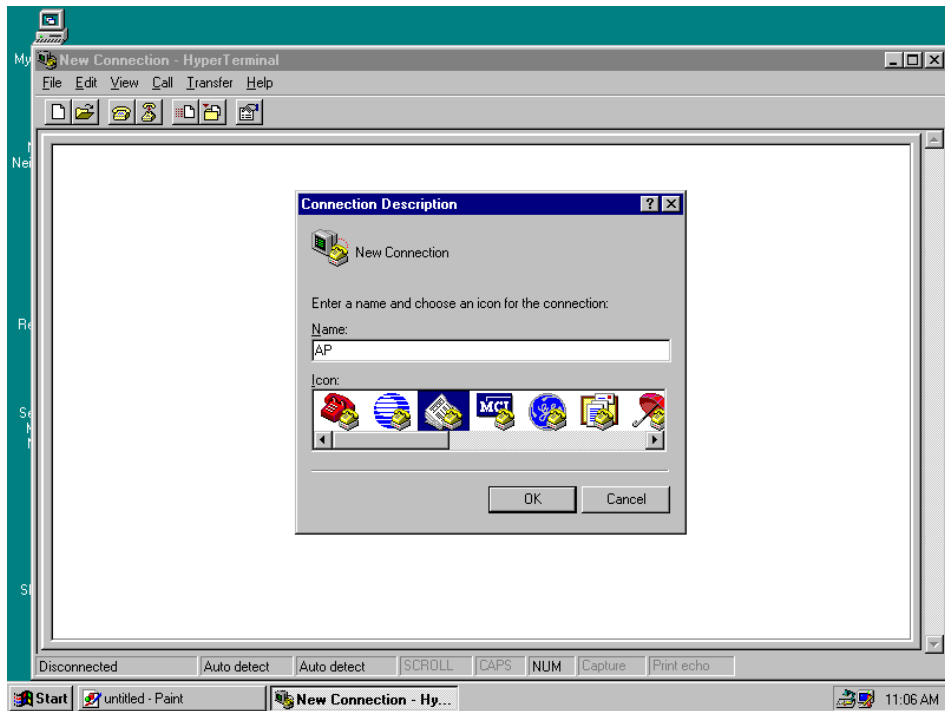 My
New Connection - HyperTerminal
File Edit View Call Transfer Help
Nei
Connection Description
New Connection
Enter a name and choose an icon for the connection:
Name:
AP
Icon:
MCI
OK Cancel
Re
Se
Disconnected Auto detect Auto detect SCROLL CAPS NUM Capture Print echo
Start untitled - Paint New Connection - Hy... 11:06 AM